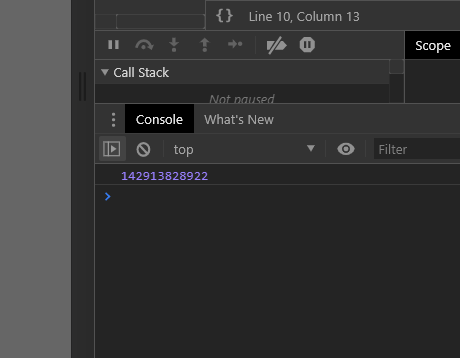 {} Line 10, Column 13
Scope
Call Stack
Not paused
Console What's New
top Filter
142913828922